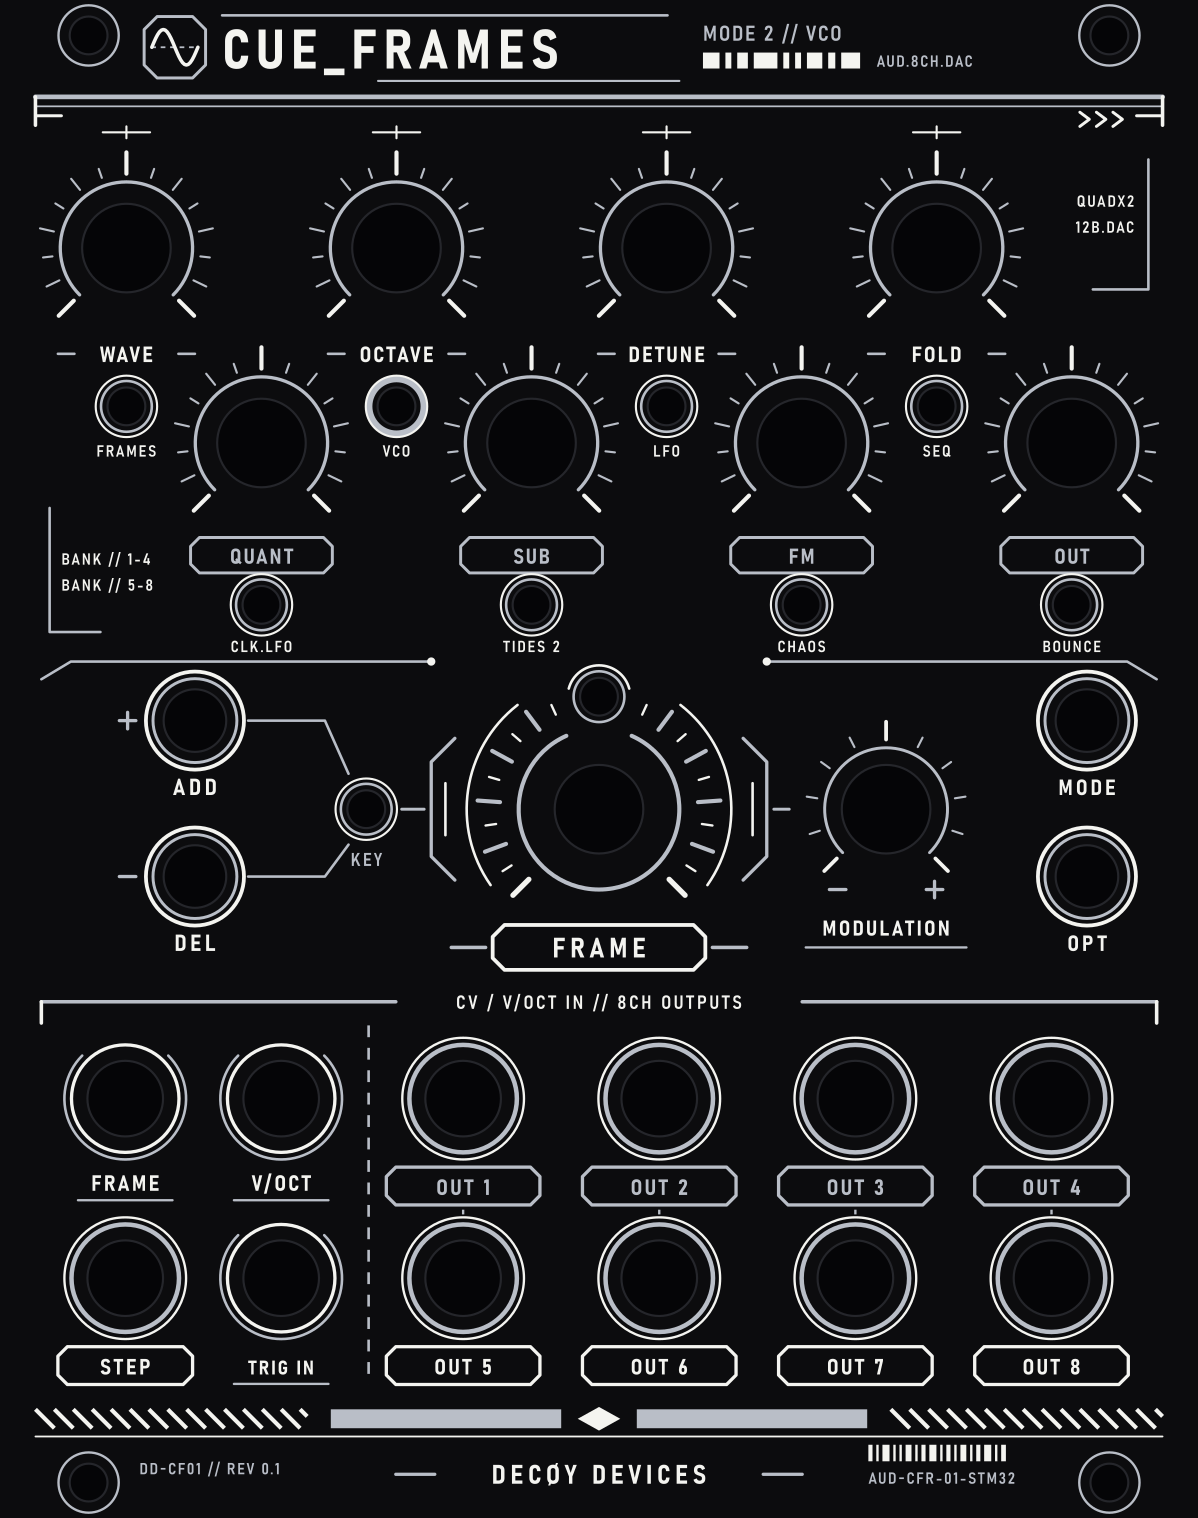 CUE_FRAMES
MODE 2 // VCO
AUD.8CH.DAC
QUADX2
12B.DAC
WAVE
OCTAVE
DETUNE
FOLD
FRAMES
VCO
LFO
SEQ
BANK // 1-4
BANK // 5-8
QUANT
SUB
FM
OUT
CLK.LFO
TIDES 2
CHAOS
BOUNCE
+
ADD
MODE
KEY
−
DEL
− +
MODULATION
OPT
FRAME
CV / V/OCT IN // 8CH OUTPUTS
FRAME
V/OCT
OUT 1
OUT 2
OUT 3
OUT 4
STEP
TRIG IN
OUT 5
OUT 6
OUT 7
OUT 8
DD-CF01 // REV 0.1
DECØY DEVICES
AUD-CFR-01-STM32